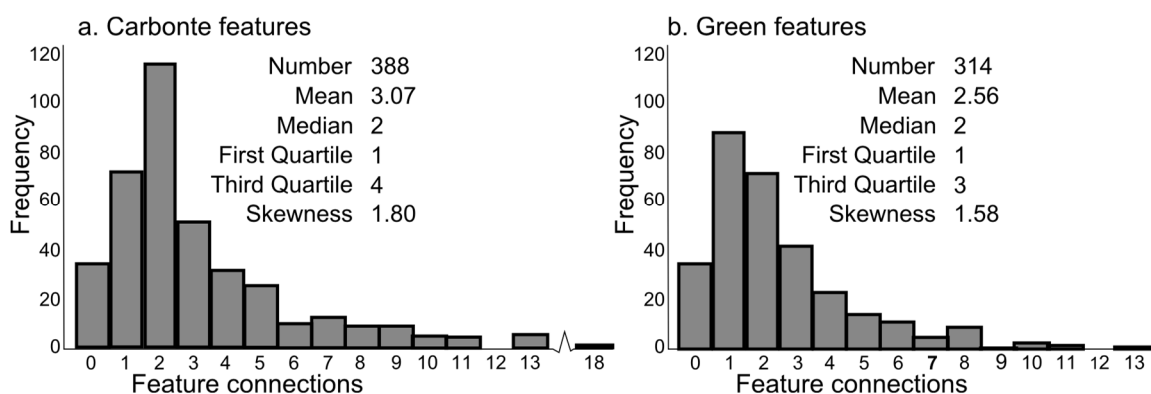 a. Carbonte features
Number 388
Mean 3.07
Median 2
First Quartile 1
Third Quartile 4
Skewness 1.80
Frequency
120
100
80
60
40
20
0
0 1 2 3 4 5 6 7 8 9 10 11 12 13 18
Feature connections
b. Green features
Number 314
Mean 2.56
Median 2
First Quartile 1
Third Quartile 3
Skewness 1.58
Frequency
120
100
80
60
40
20
0
0 1 2 3 4 5 6 7 8 9 10 11 12 13
Feature connections